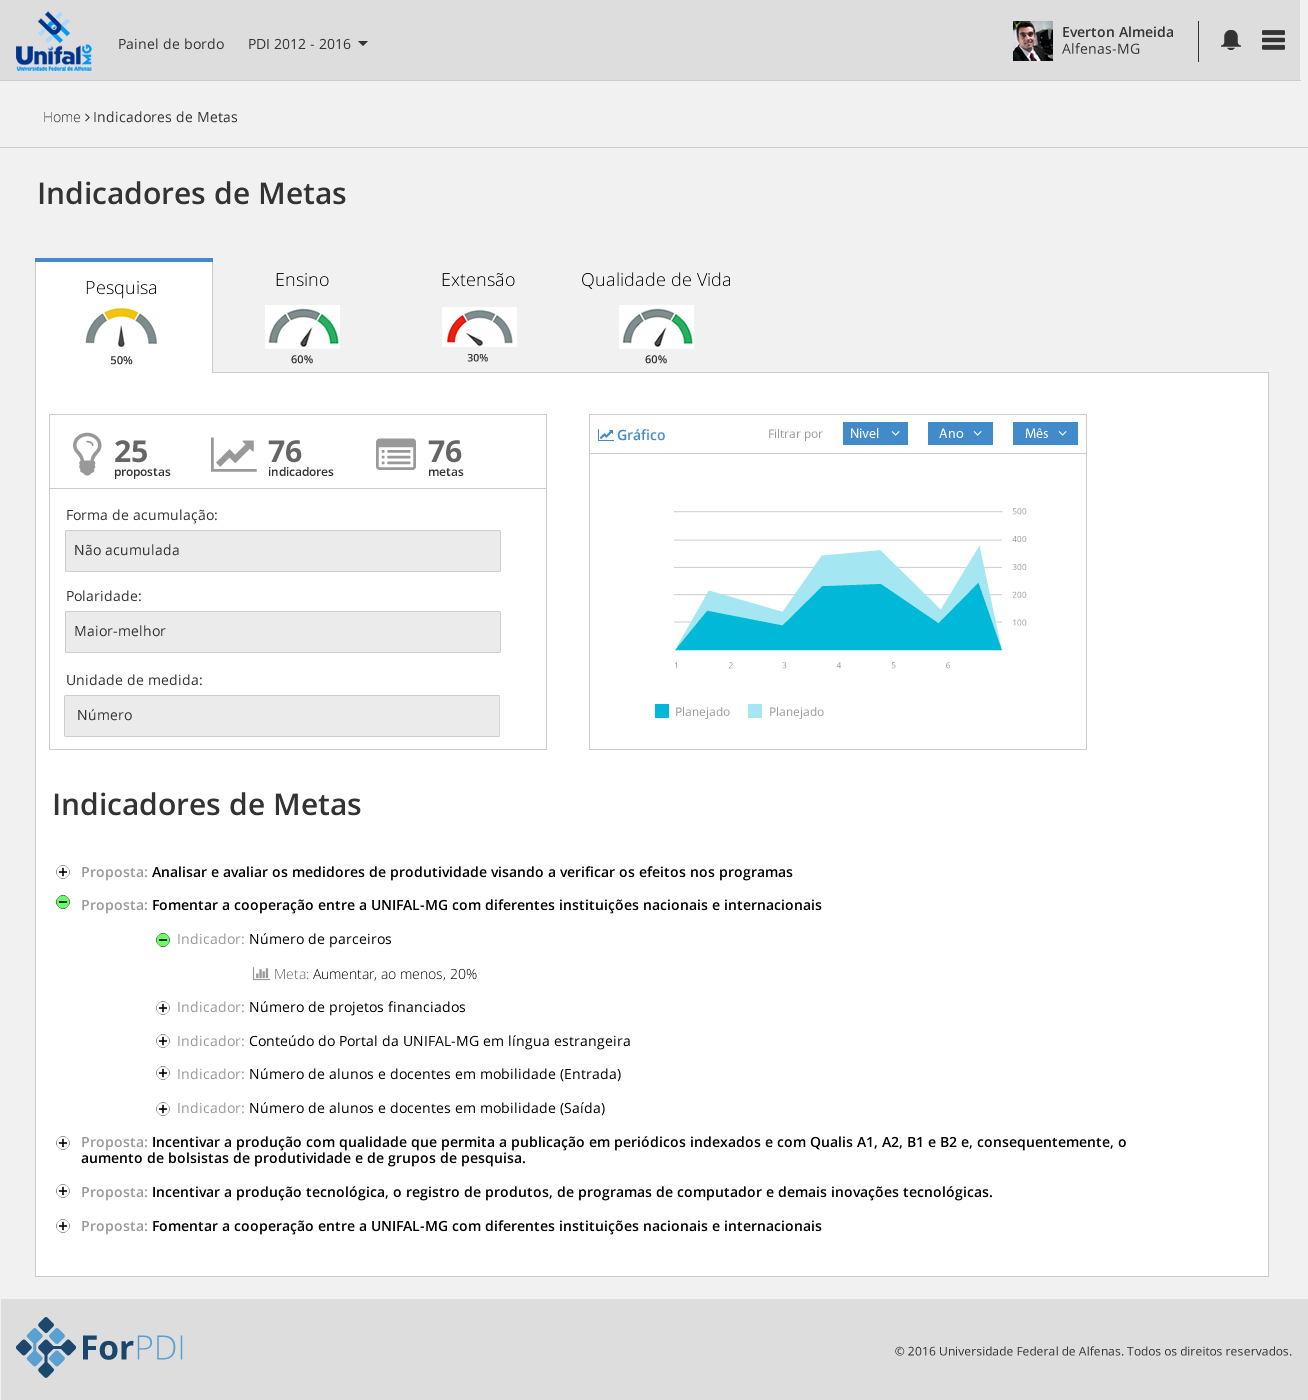 Unifal MG
Universidade Federal de Alfenas
Painel de bordo
PDI 2012 - 2016
Everton Almeida
Alfenas-MG
Home > Indicadores de Metas
Indicadores de Metas
Pesquisa
50%
Ensino
60%
Extensão
30%
Qualidade de Vida
60%
25
propostas
76
indicadores
76
metas
Forma de acumulação:
Não acumulada
Polaridade:
Maior-melhor
Unidade de medida:
Número
Gráfico
Filtrar por
Nível
Ano
Mês
500
400
300
200
100
1 2 3 4 5 6
Planejado Planejado
Indicadores de Metas
Proposta: Analisar e avaliar os medidores de produtividade visando a verificar os efeitos nos programas
Proposta: Fomentar a cooperação entre a UNIFAL-MG com diferentes instituições nacionais e internacionais
Indicador: Número de parceiros
Meta: Aumentar, ao menos, 20%
Indicador: Número de projetos financiados
Indicador: Conteúdo do Portal da UNIFAL-MG em língua estrangeira
Indicador: Número de alunos e docentes em mobilidade (Entrada)
Indicador: Número de alunos e docentes em mobilidade (Saída)
Proposta: Incentivar a produção com qualidade que permita a publicação em periódicos indexados e com Qualis A1, A2, B1 e B2 e, consequentemente, o
aumento de bolsistas de produtividade e de grupos de pesquisa.
Proposta: Incentivar a produção tecnológica, o registro de produtos, de programas de computador e demais inovações tecnológicas.
Proposta: Fomentar a cooperação entre a UNIFAL-MG com diferentes instituições nacionais e internacionais
ForPDI
© 2016 Universidade Federal de Alfenas. Todos os direitos reservados.